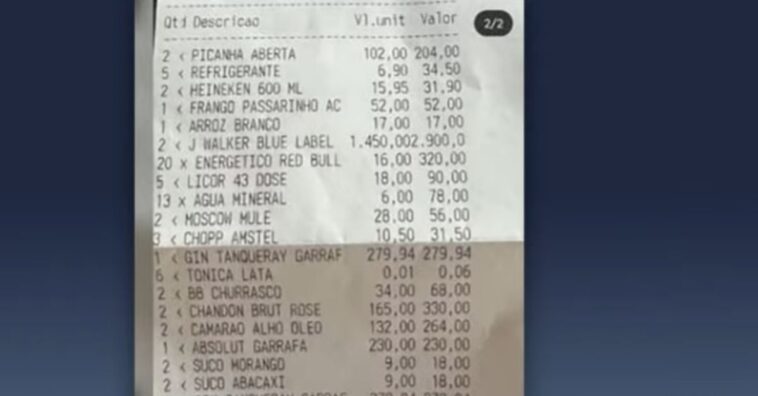 Qtd Descricao Vl.unit Valor
2/2
2 < PICANHA ABERTA 102,00 204,00
5 < REFRIGERANTE 6,90 34,50
2 < HEINEKEN 600 ML 15,95 31,90
1 < FRANGO PASSARINHO AC 52,00 52,00
1 < ARROZ BRANCO 17,00 17,00
2 < J WALKER BLUE LABEL 1.450,002.900,0
20 x ENERGETICO RED BULL 16,00 320,00
5 < LICOR 43 DOSE 18,00 90,00
13 x AGUA MINERAL 6,00 78,00
2 < MOSCOW MULE 28,00 56,00
3 < CHOPP AMSTEL 10,50 31,50
1 < GIN TANQUERAY GARRAF 279,94 279,94
6 < TONICA LATA 0,01 0,06
2 < BB CHURRASCO 34,00 68,00
2 < CHANDON BRUT ROSE 165,00 330,00
2 < CAMARAO ALHO OLEO 132,00 264,00
1 < ABSOLUT GARRAFA 230,00 230,00
2 < SUCO MORANGO 9,00 18,00
2 < SUCO ABACAXI 9,00 18,00